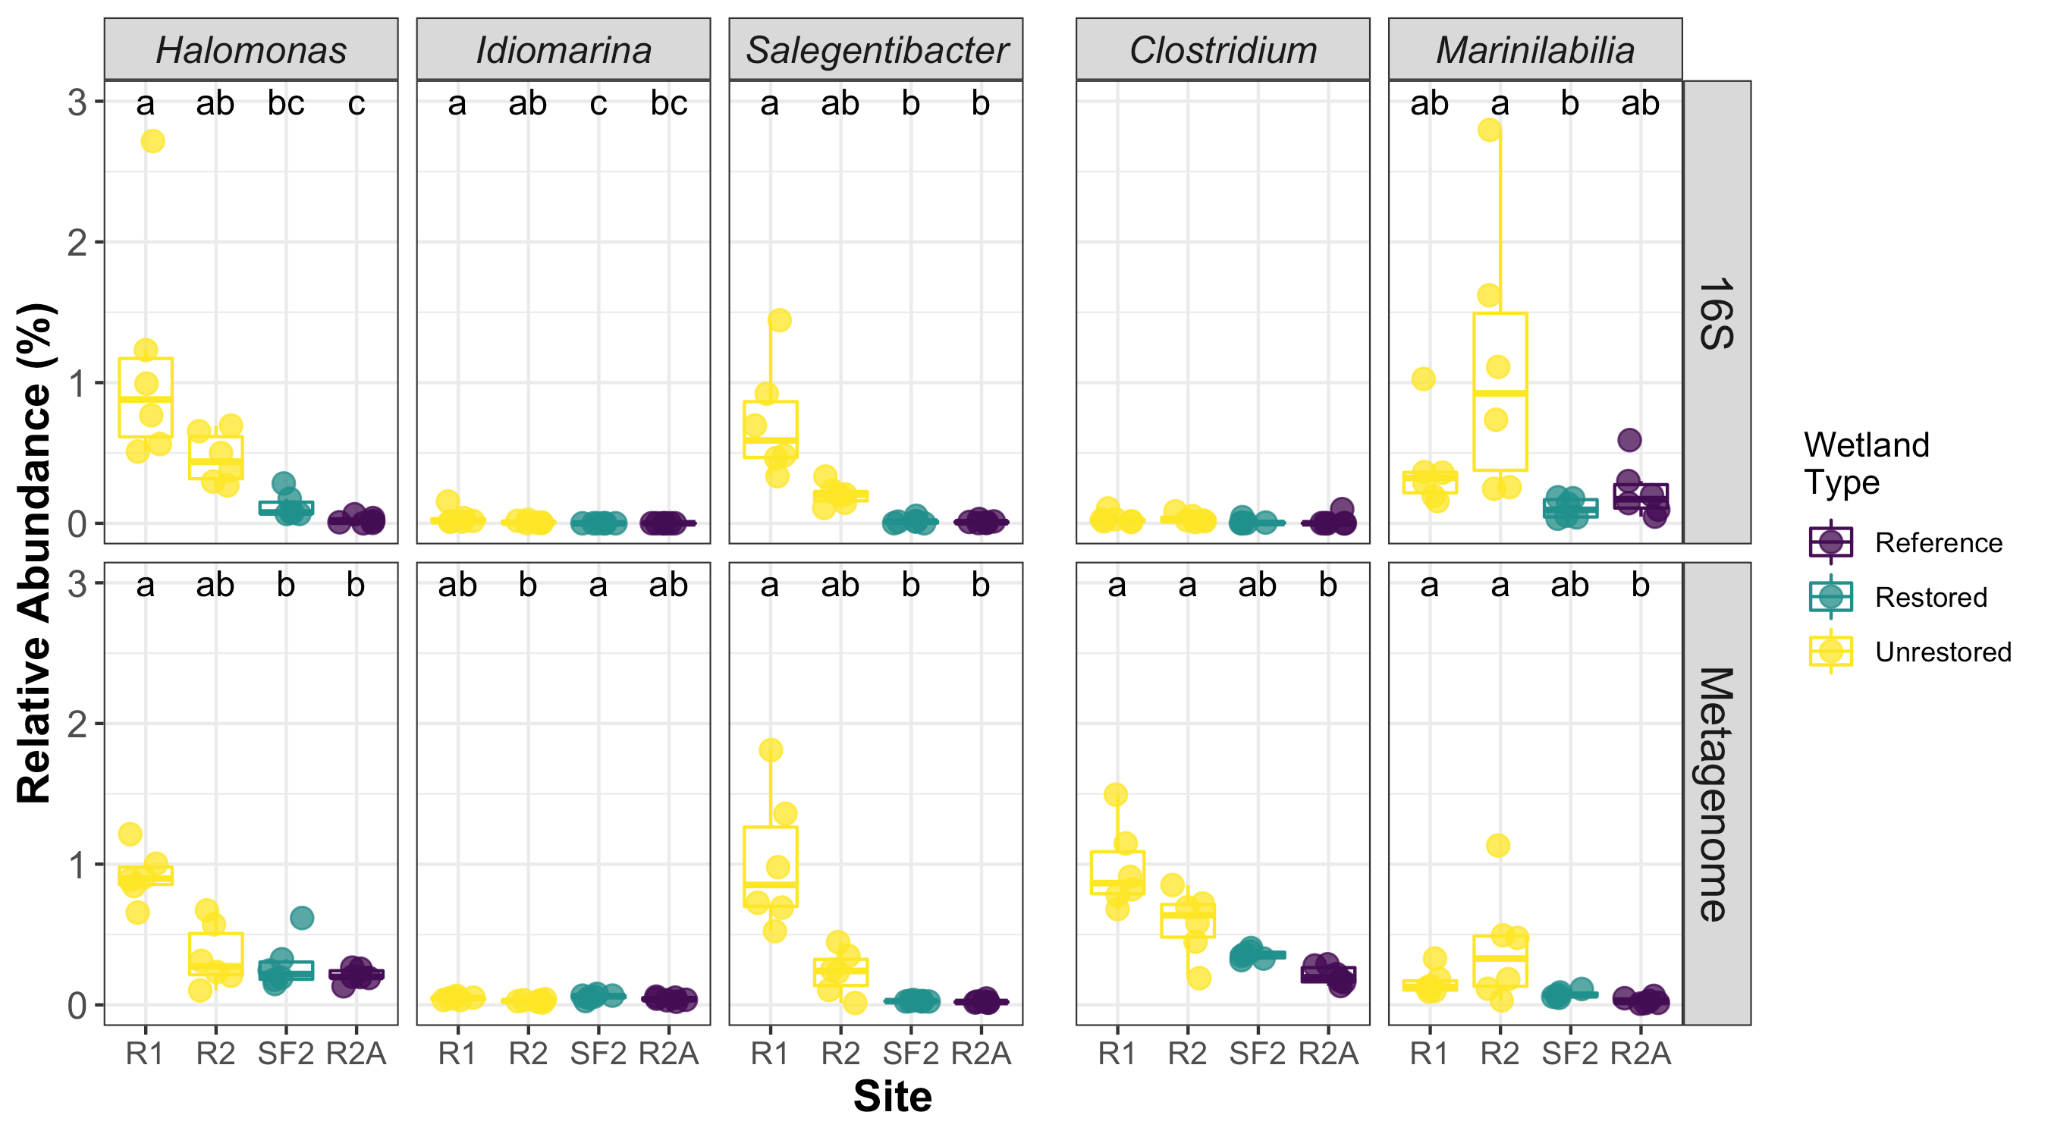 Halomonas Idiomarina Salegentibacter Clostridium Marinilabilia
3 a ab bc c a ab c bc a ab b b ab a b ab
2
1
0
16S
3 a ab b b ab b a ab a ab b b a a ab b a a ab b
2
1
0
Metagenome
R1 R2 SF2 R2A R1 R2 SF2 R2A R1 R2 SF2 R2A R1 R2 SF2 R2A R1 R2 SF2 R2A
Site
Relative Abundance (%)
Wetland
Type
Reference
Restored
Unrestored